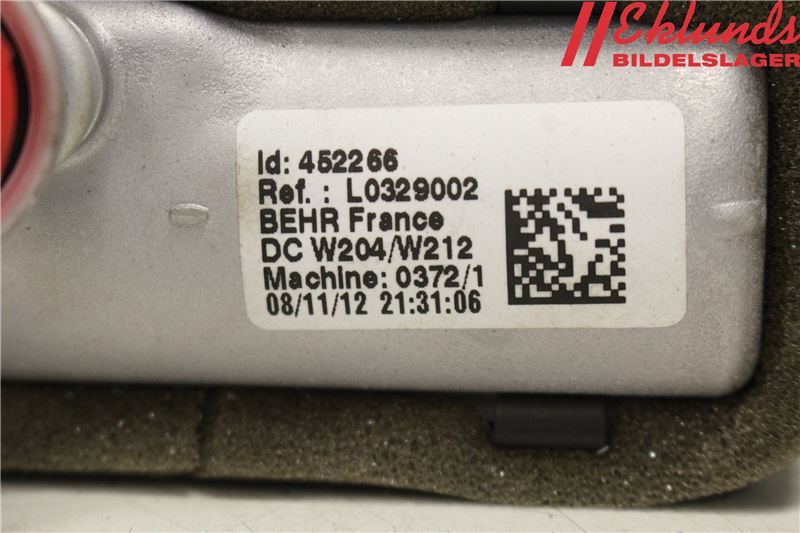 Eklunds
BILDELSLAGER
Id: 452266
Ref. : L0329002
BEHR France
DC W204/W212
Machine: 0372/1
08/11/12 21:31:06